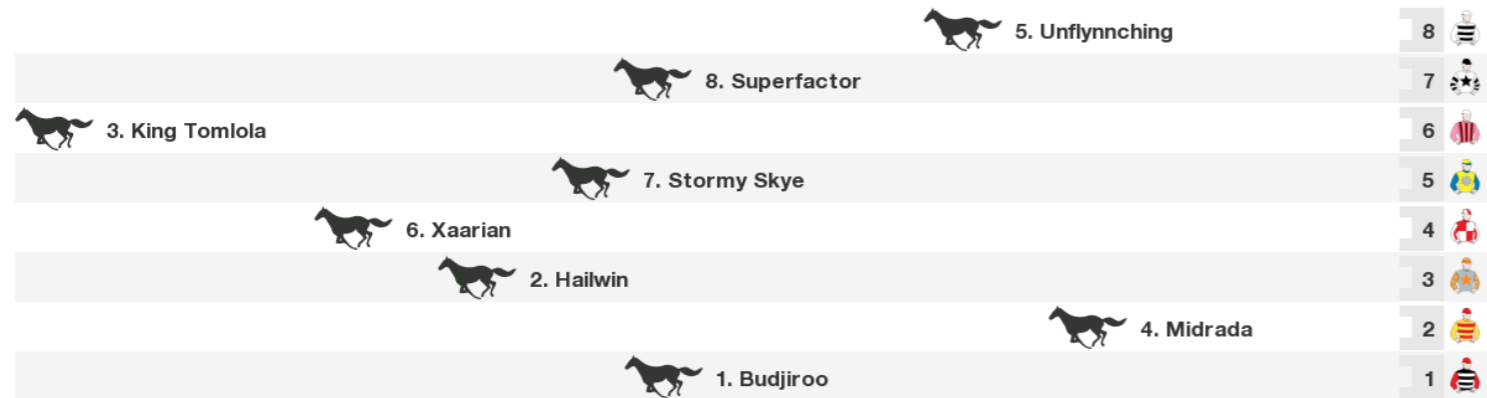 5. Unflynnching 8
8. Superfactor 7
3. King Tomlola 6
7. Stormy Skye 5
6. Xaarian 4
2. Hailwin 3
4. Midrada 2
1. Budjiroo 1